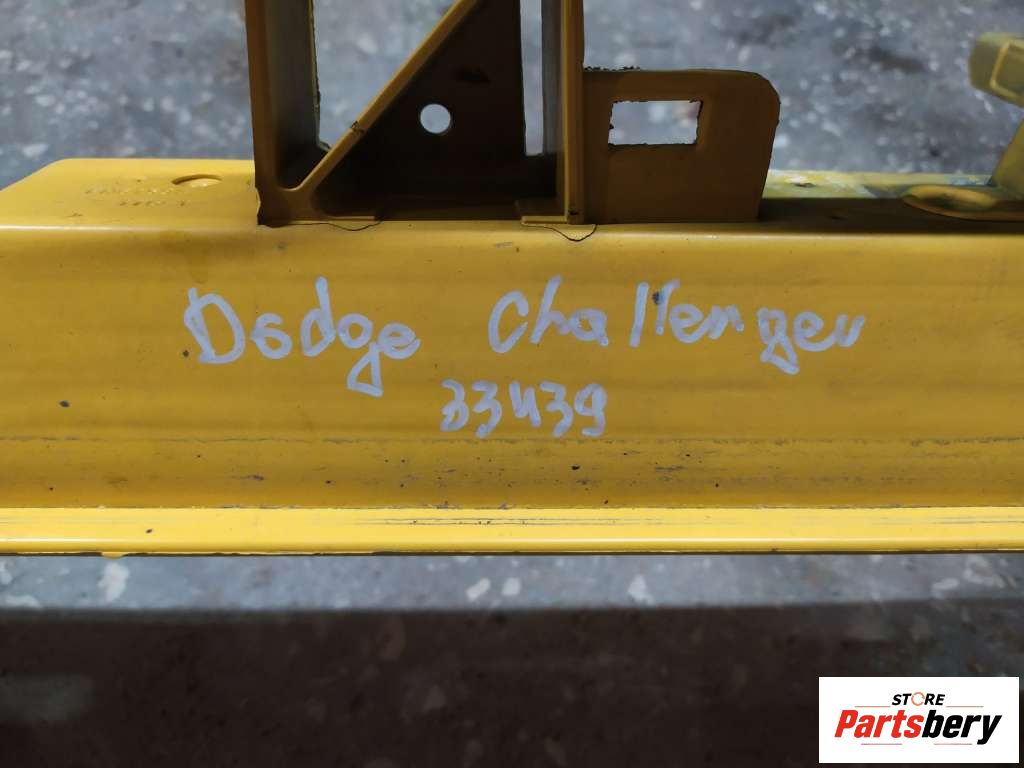 Dodge Challenger
33439
STORE
Partsbery